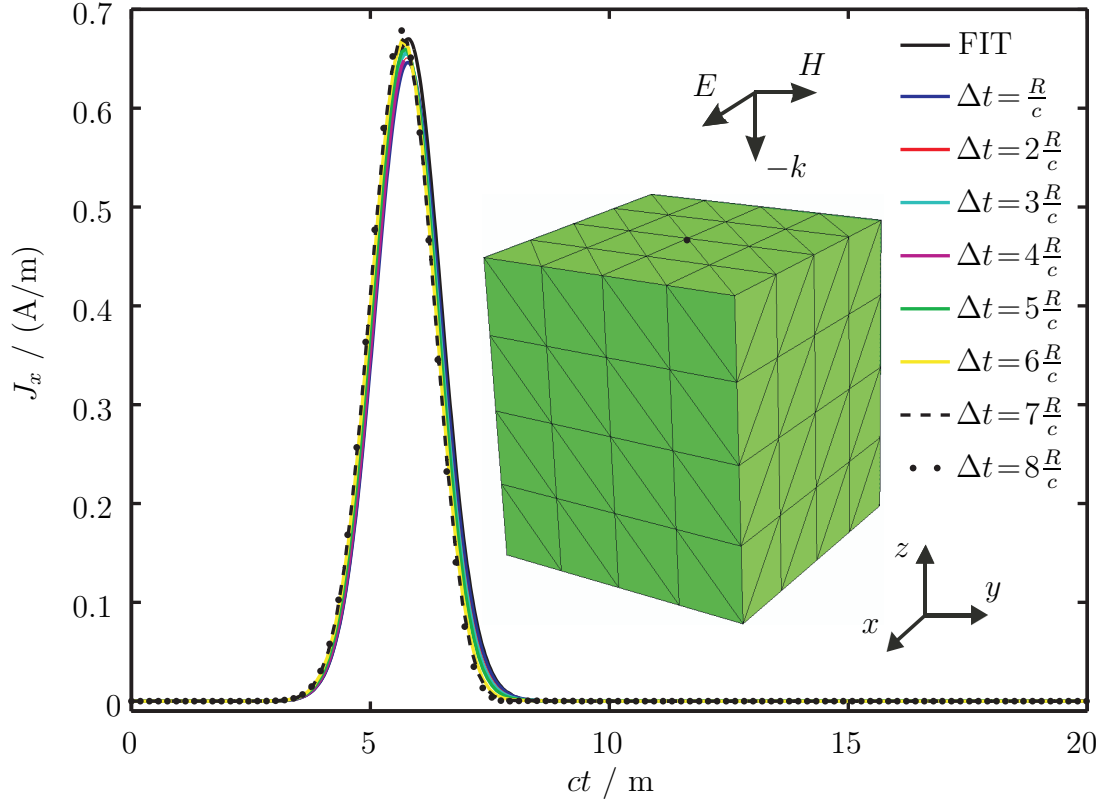 0.7
0.6
0.5
0.4
0.3
0.2
0.1
0
J_x / (A/m)
0 5 10 15 20
ct / m
E H
−k
FIT
Δt=R/c
Δt=2R/c
Δt=3R/c
Δt=4R/c
Δt=5R/c
Δt=6R/c
Δt=7R/c
Δt=8R/c
z
y
x